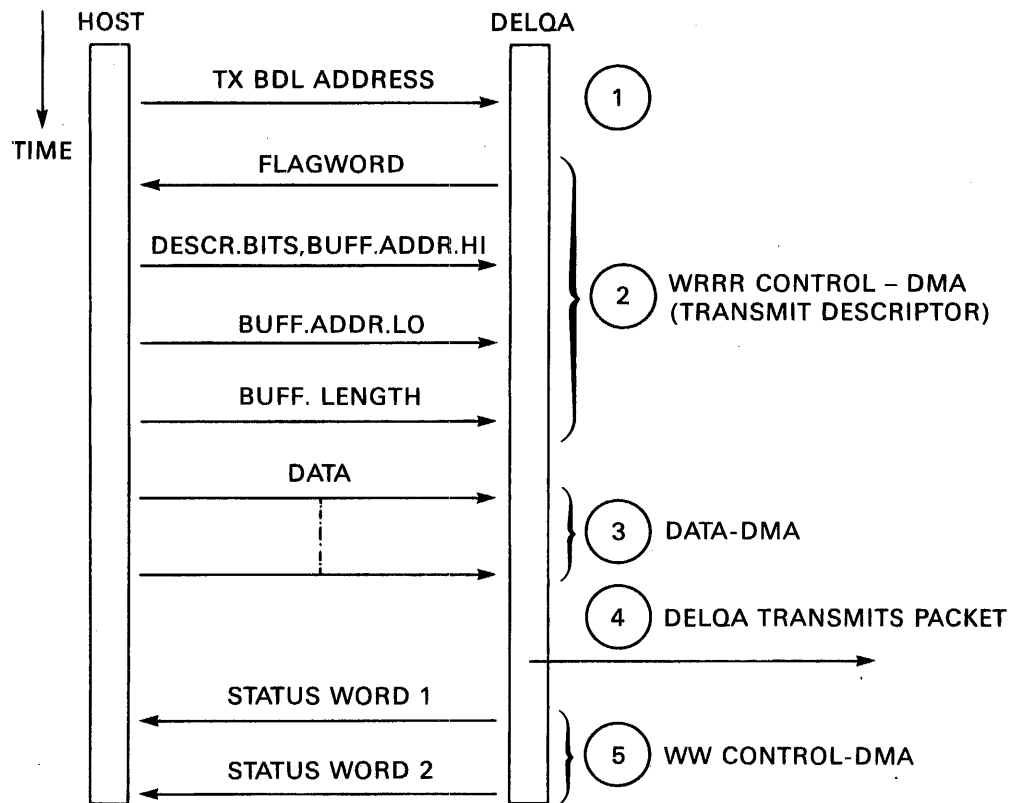 HOST
DELQA
TIME
TX BDL ADDRESS
1
FLAGWORD
DESCR.BITS,BUFF.ADDR.HI
BUFF.ADDR.LO
BUFF. LENGTH
2
WRRR CONTROL – DMA
(TRANSMIT DESCRIPTOR)
DATA
3
DATA-DMA
4
DELQA TRANSMITS PACKET
STATUS WORD 1
STATUS WORD 2
5
WW CONTROL-DMA